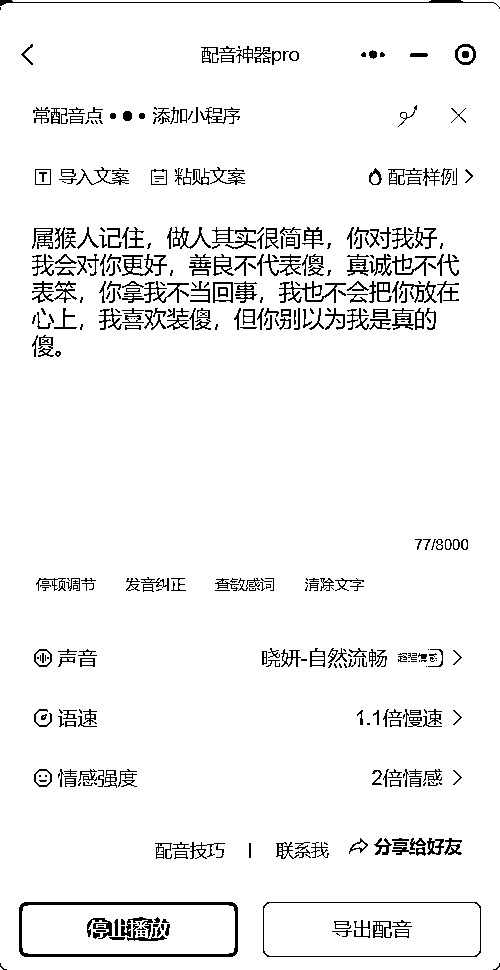 配音神器pro
常配音点 ••• 添加小程序
导入文案 粘贴文案 配音样例
属猴人记住，做人其实很简单，你对我好，
我会对你更好，善良不代表傻，真诚也不代
表笨，你拿我不当回事，我也不会把你放在
心上，我喜欢装傻，但你别以为我是真的
傻。
77/8000
停顿调节 发音纠正 查敏感词 清除文字
声音 晓妍-自然流畅 超强情感
语速 1.1倍慢速
情感强度 2倍情感
配音技巧 | 联系我 分享给好友
停止播放 导出配音